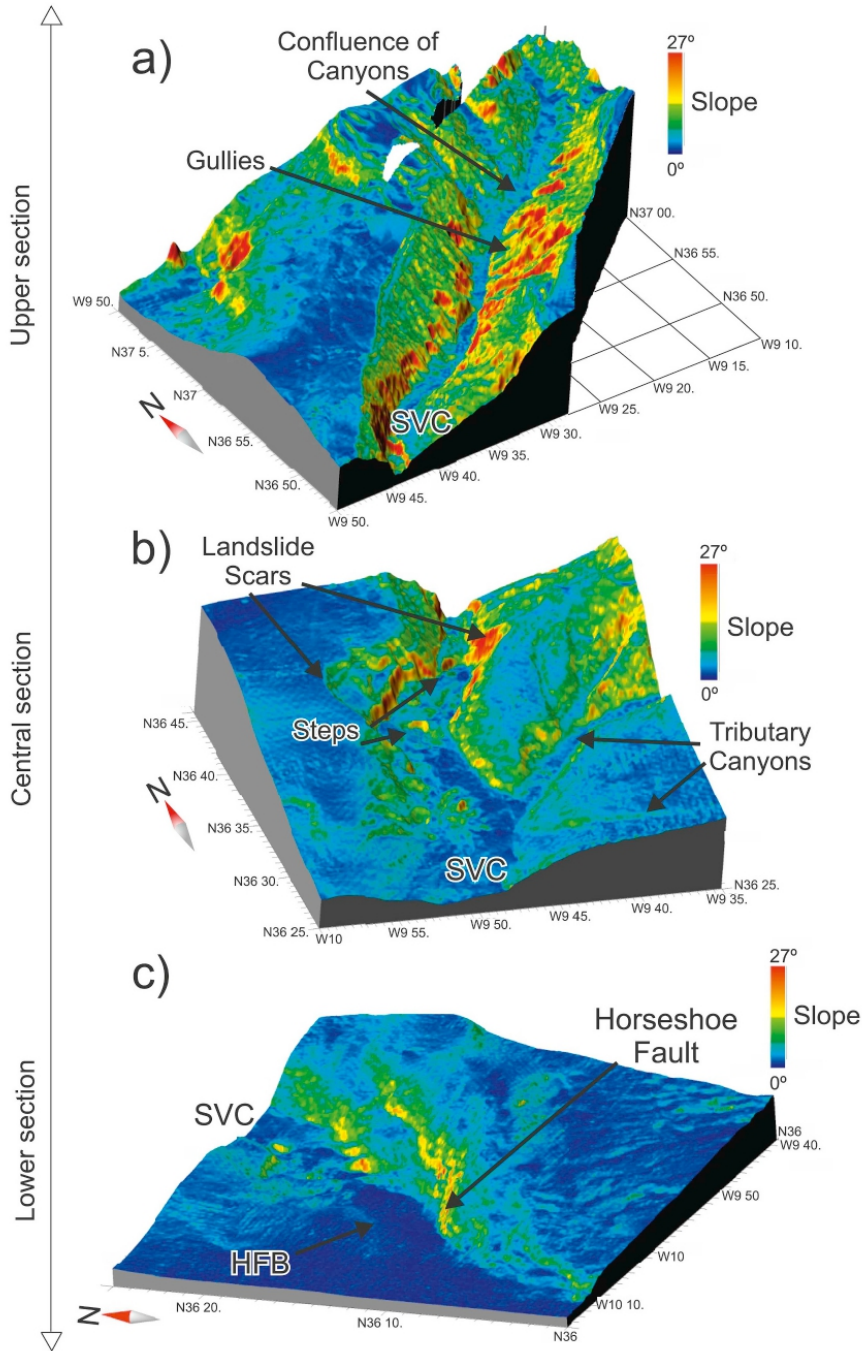 Upper section
Central section
Lower section
a)
Confluence of
Canyons
Gullies
27º
Slope
0º
SVC
N
W9 50.
N37 5.
N37
N36 55.
N36 50.
W9 50.
W9 45.
W9 40.
W9 35.
W9 30.
W9 25.
W9 20.
W9 15.
W9 10.
N36 50.
N36 55.
N37 00.
b)
Landslide
Scars
27º
Slope
0º
Steps
Tributary
Canyons
SVC
N
N36 45.
N36 40.
N36 35.
N36 30.
N36 25.
W10
W9 55.
W9 50.
W9 45.
W9 40.
W9 35.
N36 25.
c)
27º
Slope
0º
Horseshoe
Fault
SVC
HFB
N
N36 20.
N36 10.
N36
W10 10.
W10
W9 50
W9 40.
N36